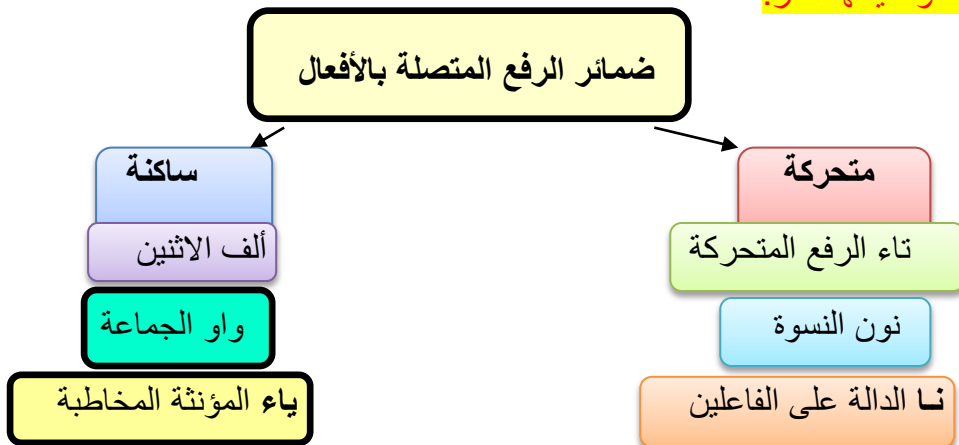 ضمائر الرفع المتصلة بالأفعال
متحركة
تاء الرفع المتحركة
نون النسوة
نـا الدالة على الفاعلين
ساكنة
ألف الاثنين
واو الجماعة
ياء المؤنثة المخاطبة